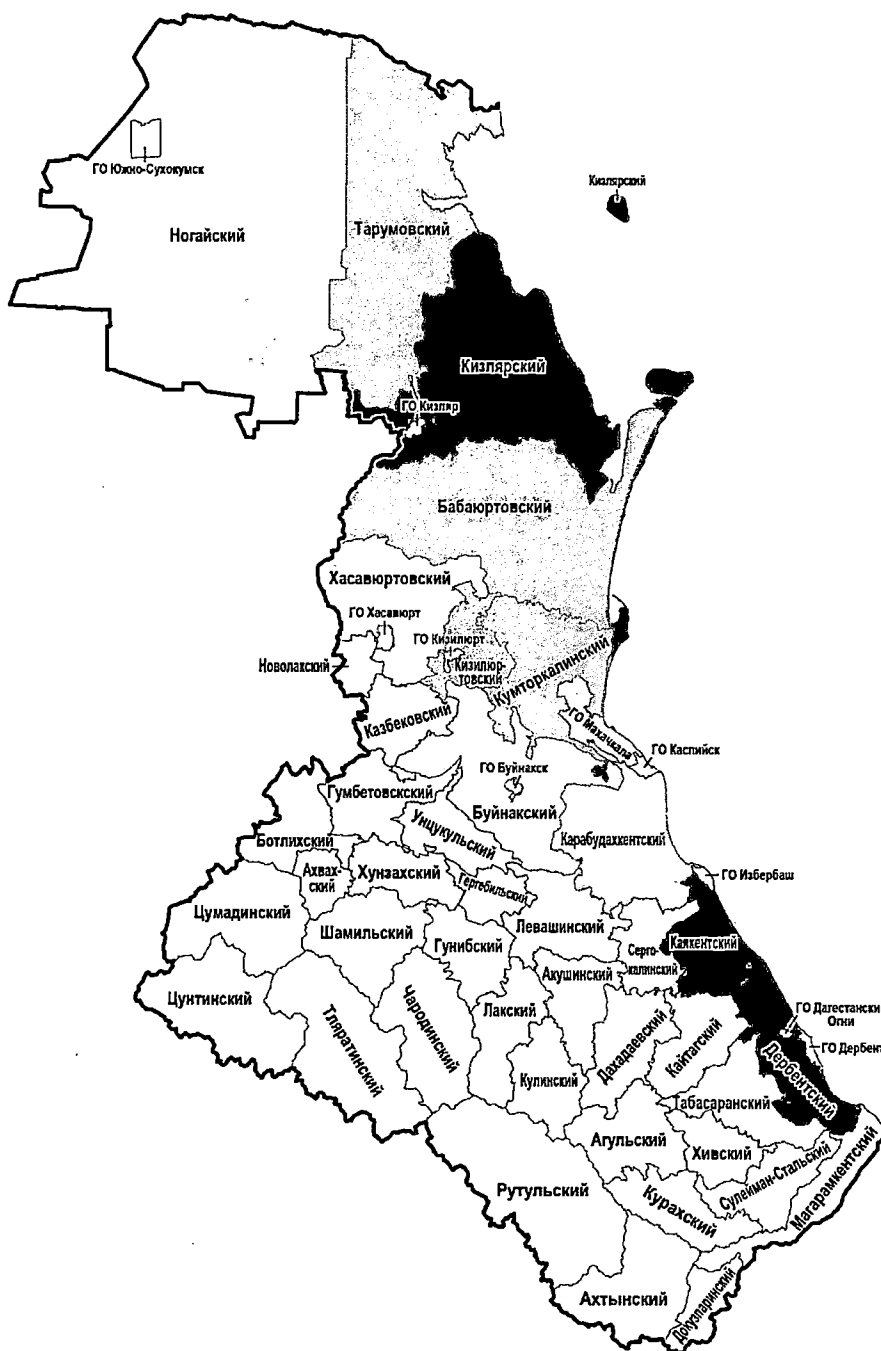 ГО Южно-Сухокумск
Кизлярский
Тарумовский
Ногайский
Кизлярский
ГО Кизляр
Бабаюртовский
Хасавюртовский
ГО Хасавюрт
ГО Кизилюрт
Новолакский
Кизилюр-
товский
Кумторкалинский
Казбековский
ГО Махачкала
ГО Каспийск
ГО Буйнакск
Гумбетовскский
Буйнакский
Унцукульский
Карабудахкентский
Ботлихский
Ахвах-
ский
Хунзахский
Гергебильский
ГО Избербаш
Цумадинский
Шамильский
Гунибский
Левашинский
Серго-
калинский
Каякентский
Цунтинский
Тляратинский
Чародинский
Лакский
Акушинский
Дахадаевский
Кайтагский
ГО Дагестански
Огни
ГО Дербент
Дербентский
Кулинский
Табасаранский
Агульский
Хивский
Сулейман-Стальский
Магарамкентский
Рутульский
Курахский
Ахтынский
Докузпаринский